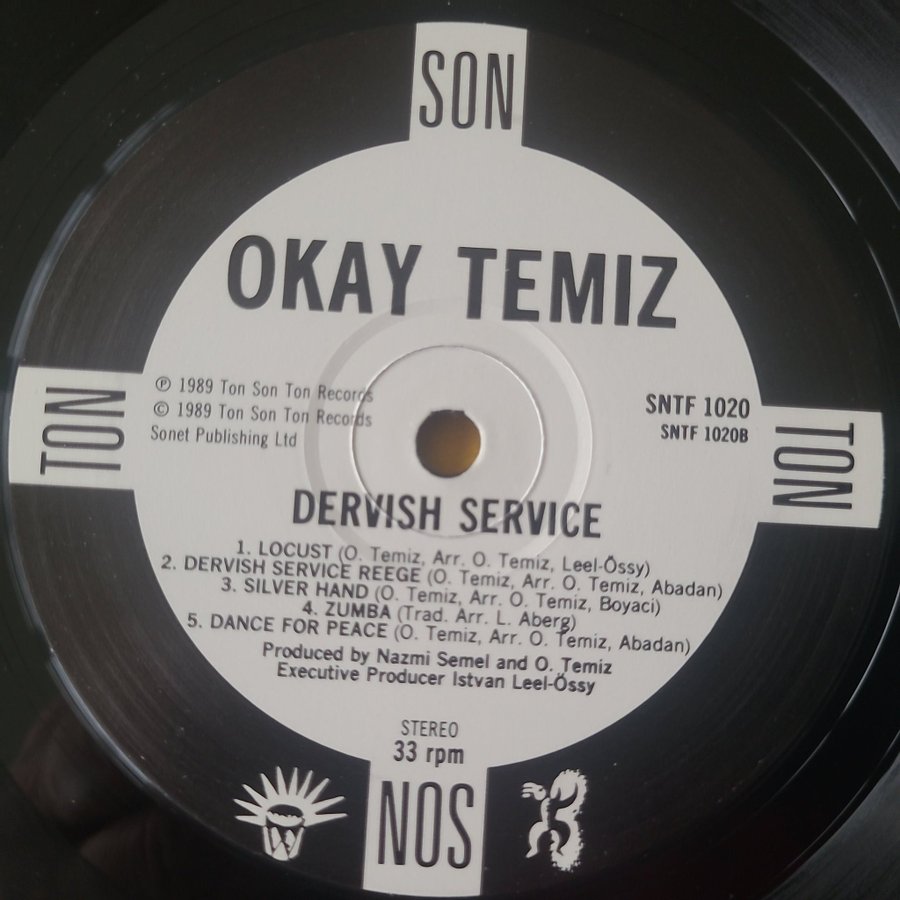 SON
OKAY TEMIZ
TON
℗ 1989 Ton Son Ton Records
© 1989 Ton Son Ton Records
Sonet Publishing Ltd
SNTF 1020
SNTF 1020B
TON
DERVISH SERVICE
1. LOCUST (O. Temiz, Arr. O. Temiz, Leel-Össy)
2. DERVISH SERVICE REEGE (O. Temiz, Arr. O. Temiz, Abadan)
3. SILVER HAND (O. Temiz, Arr. O. Temiz, Boyaci)
4. ZUMBA (Trad. Arr. L. Aberg)
5. DANCE FOR PEACE (O. Temiz, Arr. O. Temiz, Abadan)
Produced by Nazmi Semel and O. Temiz
Executive Producer Istvan Leel-Össy
STEREO
33 rpm
NOS